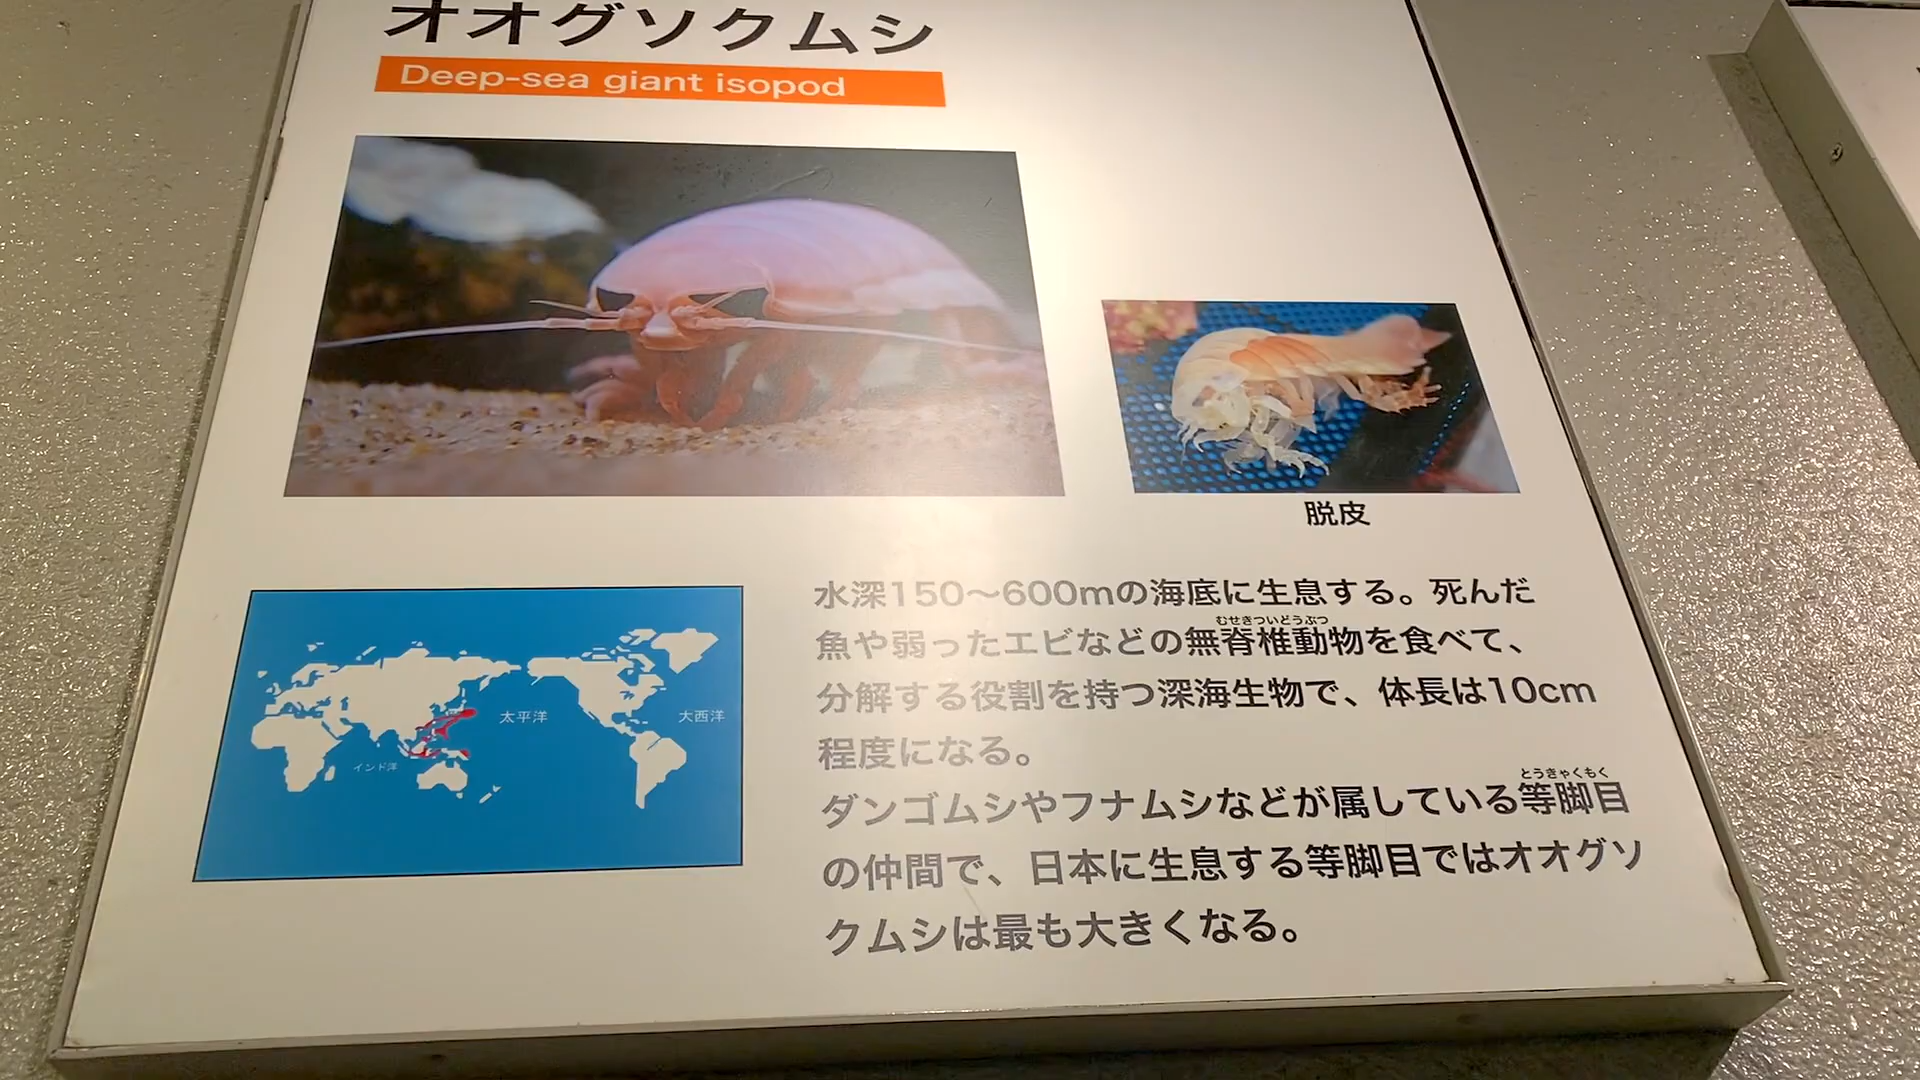 オオグソクムシ
Deep-sea giant isopod
脱皮
太平洋
大西洋
インド洋
水深150〜600mの海底に生息する。死んだ
むせきついどうぶつ
魚や弱ったエビなどの無脊椎動物を食べて、
分解する役割を持つ深海生物で、体長は10cm
程度になる。
とうきゃくもく
ダンゴムシやフナムシなどが属している等脚目
の仲間で、日本に生息する等脚目ではオオグソ
クムシは最も大きくなる。